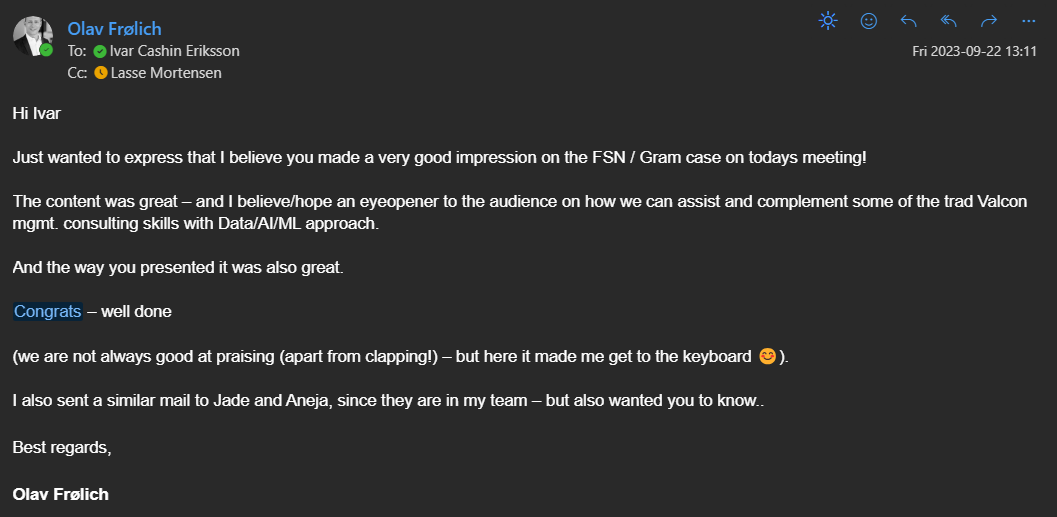 Olav Frølich
To: Ivar Cashin Eriksson
Cc: Lasse Mortensen
Fri 2023-09-22 13:11
Hi Ivar
Just wanted to express that I believe you made a very good impression on the FSN / Gram case on todays meeting!
The content was great – and I believe/hope an eyeopener to the audience on how we can assist and complement some of the trad Valcon
mgmt. consulting skills with Data/AI/ML approach.
And the way you presented it was also great.
Congrats – well done
(we are not always good at praising (apart from clapping!) – but here it made me get to the keyboard 😊).
I also sent a similar mail to Jade and Aneja, since they are in my team – but also wanted you to know..
Best regards,
Olav Frølich